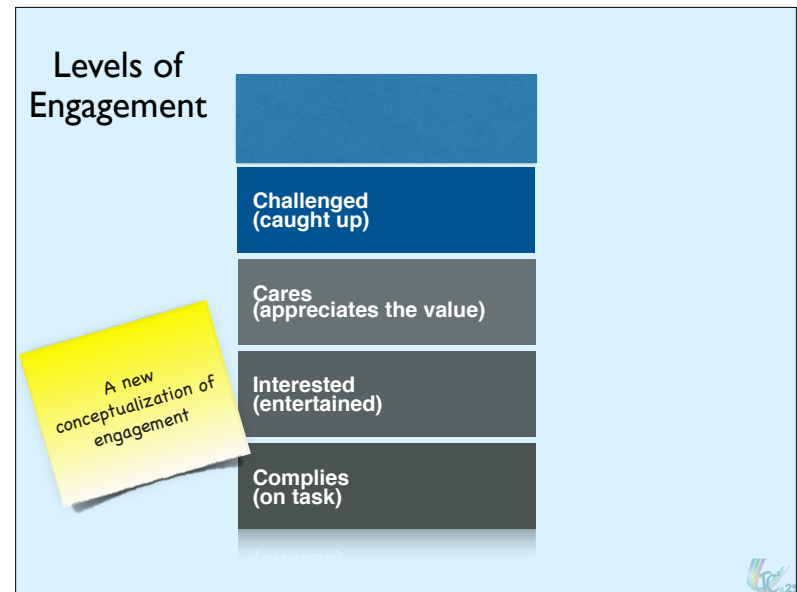 Levels of
Engagement
Challenged
(caught up)
Cares
(appreciates the value)
Interested
(entertained)
Complies
(on task)
A new
conceptualization of
engagement